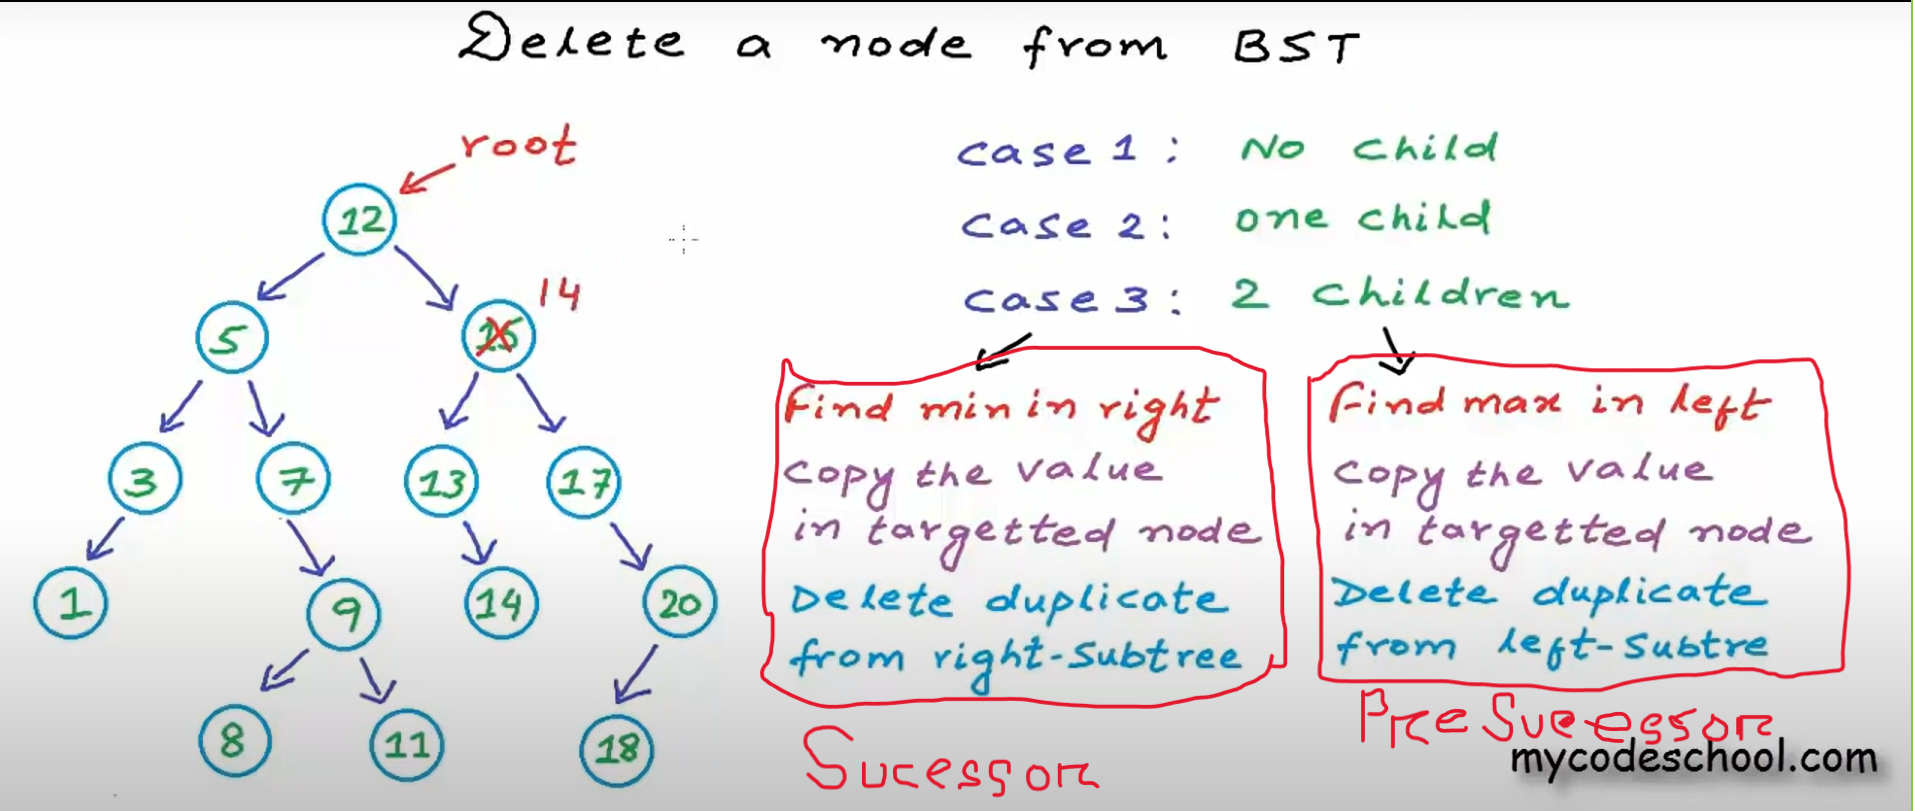 Delete a node from BST
root
case 1: No child
case 2: one child
case 3: 2 children
12
14
5
15
3
7
13
17
1
9
14
20
8
11
18
Find min in right
copy the value
in targetted node
Delete duplicate
from right-subtree
Find max in left
copy the value
in targetted node
Delete duplicate
from left-subtre
Sucessor
PreSucessor
mycodeschool.com